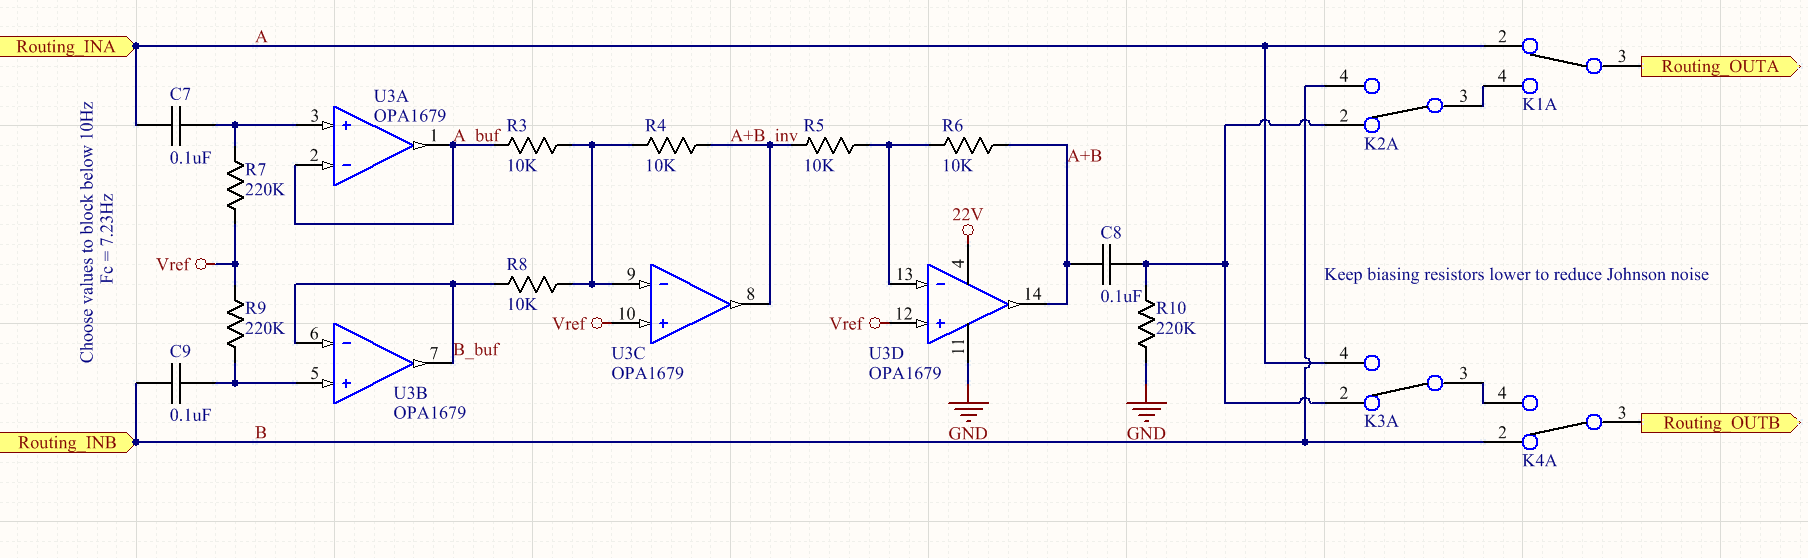 Routing_INA
A
2
3
Routing_OUTA
4
4
3
K1A
2
K2A
C7
0.1uF
Choose values to block below 10Hz
Fc = 7.23Hz
R7
220K
3
2
U3A
OPA1679
1
A_buf
R3
10K
R4
10K
A+B_inv
R5
10K
R6
10K
A+B
Vref
R9
220K
C9
0.1uF
6
5
7
B_buf
U3B
OPA1679
R8
10K
9
10
Vref
8
U3C
OPA1679
22V
4
13
12
Vref
11
14
U3D
OPA1679
GND
C8
0.1uF
R10
220K
GND
Keep biasing resistors lower to reduce Johnson noise
4
3
2
K3A
4
3
Routing_OUTB
2
K4A
Routing_INB
B